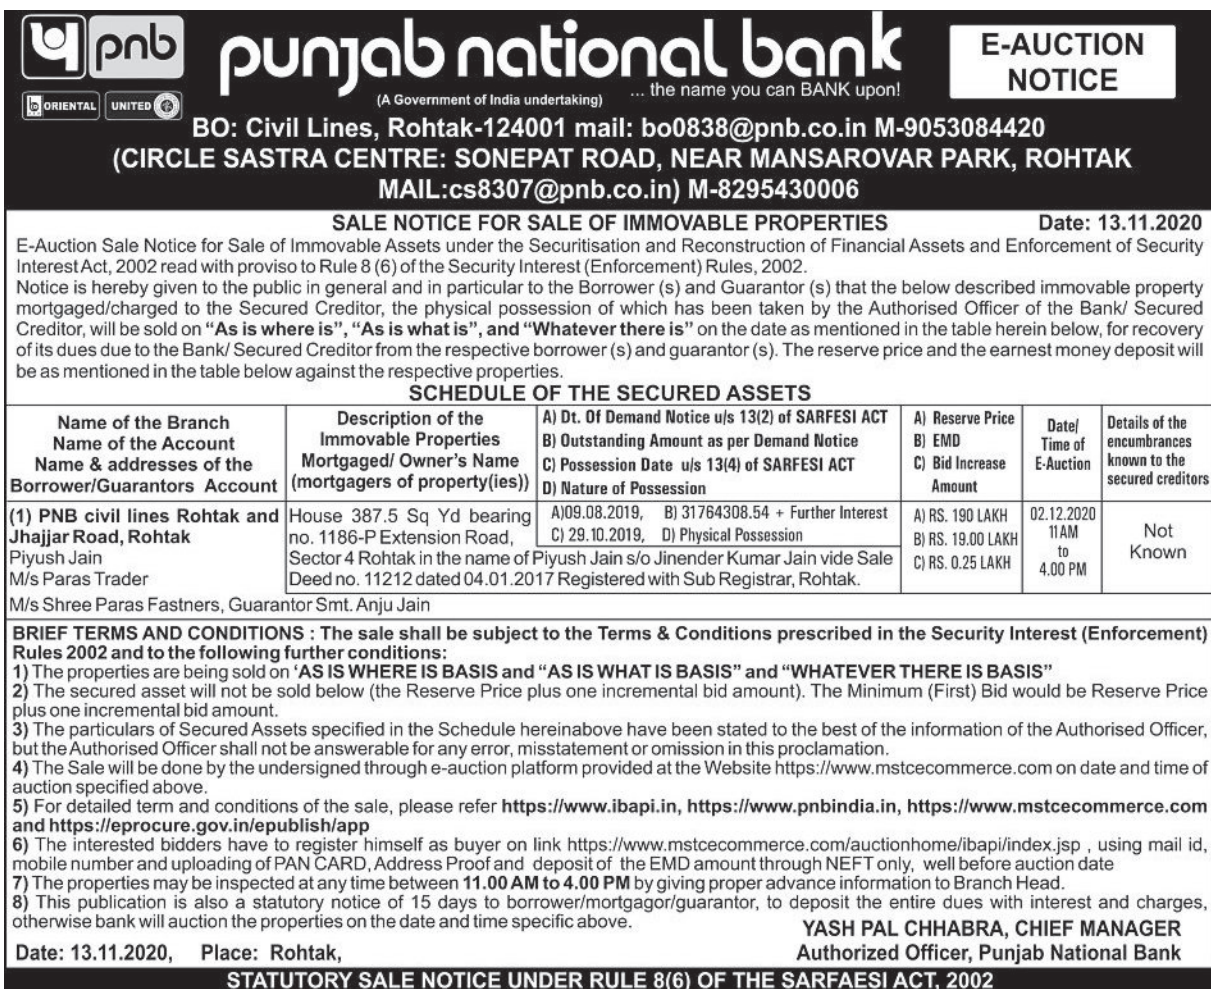 pnb
ORIENTAL UNITED
punjab national bank
(A Government of India undertaking) ... the name you can BANK upon!
E-AUCTION
NOTICE
BO: Civil Lines, Rohtak-124001 mail: bo0838@pnb.co.in M-9053084420
(CIRCLE SASTRA CENTRE: SONEPAT ROAD, NEAR MANSAROVAR PARK, ROHTAK
MAIL:cs8307@pnb.co.in) M-8295430006
SALE NOTICE FOR SALE OF IMMOVABLE PROPERTIES Date: 13.11.2020
E-Auction Sale Notice for Sale of Immovable Assets under the Securitisation and Reconstruction of Financial Assets and Enforcement of Security
Interest Act, 2002 read with proviso to Rule 8 (6) of the Security Interest (Enforcement) Rules, 2002.
Notice is hereby given to the public in general and in particular to the Borrower (s) and Guarantor (s) that the below described immovable property
mortgaged/charged to the Secured Creditor, the physical possession of which has been taken by the Authorised Officer of the Bank/ Secured
Creditor, will be sold on "As is where is", "As is what is", and "Whatever there is" on the date as mentioned in the table herein below, for recovery
of its dues due to the Bank/ Secured Creditor from the respective borrower (s) and guarantor (s). The reserve price and the earnest money deposit will
be as mentioned in the table below against the respective properties.
SCHEDULE OF THE SECURED ASSETS
Name of the Branch
Name of the Account
Name & addresses of the
Borrower/Guarantors Account
Description of the
Immovable Properties
Mortgaged/ Owner's Name
(mortgagers of property(ies))
A) Dt. Of Demand Notice u/s 13(2) of SARFESI ACT
B) Outstanding Amount as per Demand Notice
C) Possession Date u/s 13(4) of SARFESI ACT
D) Nature of Possession
A) Reserve Price
B) EMD
C) Bid Increase
Amount
Date/
Time of
E-Auction
Details of the
encumbrances
known to the
secured creditors
(1) PNB civil lines Rohtak and
Jhajjar Road, Rohtak
Piyush Jain
M/s Paras Trader
M/s Shree Paras Fastners, Guarantor Smt. Anju Jain
House 387.5 Sq Yd bearing
no. 1186-P Extension Road,
Sector 4 Rohtak in the name of Piyush Jain s/o Jinender Kumar Jain vide Sale
Deed no. 11212 dated 04.01.2017 Registered with Sub Registrar, Rohtak.
A)09.08.2019, B) 31764308.54 + Further Interest
C) 29.10.2019, D) Physical Possession
A) RS. 190 LAKH
B) RS. 19.00 LAKH
C) RS. 0.25 LAKH
02.12.2020
11AM
to
4.00 PM
Not
Known
BRIEF TERMS AND CONDITIONS : The sale shall be subject to the Terms & Conditions prescribed in the Security Interest (Enforcement)
Rules 2002 and to the following further conditions:
1) The properties are being sold on 'AS IS WHERE IS BASIS and "AS IS WHAT IS BASIS" and "WHATEVER THERE IS BASIS"
2) The secured asset will not be sold below (the Reserve Price plus one incremental bid amount). The Minimum (First) Bid would be Reserve Price
plus one incremental bid amount.
3) The particulars of Secured Assets specified in the Schedule hereinabove have been stated to the best of the information of the Authorised Officer,
but the Authorised Officer shall not be answerable for any error, misstatement or omission in this proclamation.
4) The Sale will be done by the undersigned through e-auction platform provided at the Website https://www.mstcecommerce.com on date and time of
auction specified above.
5) For detailed term and conditions of the sale, please refer https://www.ibapi.in, https://www.pnbindia.in, https://www.mstcecommerce.com
and https://eprocure.gov.in/epublish/app
6) The interested bidders have to register himself as buyer on link https://www.mstcecommerce.com/auctionhome/ibapi/index.jsp , using mail id,
mobile number and uploading of PAN CARD, Address Proof and deposit of the EMD amount through NEFT only, well before auction date
7) The properties may be inspected at any time between 11.00 AM to 4.00 PM by giving proper advance information to Branch Head.
8) This publication is also a statutory notice of 15 days to borrower/mortgagor/guarantor, to deposit the entire dues with interest and charges,
otherwise bank will auction the properties on the date and time specific above.
YASH PAL CHHABRA, CHIEF MANAGER
Date: 13.11.2020, Place: Rohtak, Authorized Officer, Punjab National Bank
STATUTORY SALE NOTICE UNDER RULE 8(6) OF THE SARFAESI ACT, 2002